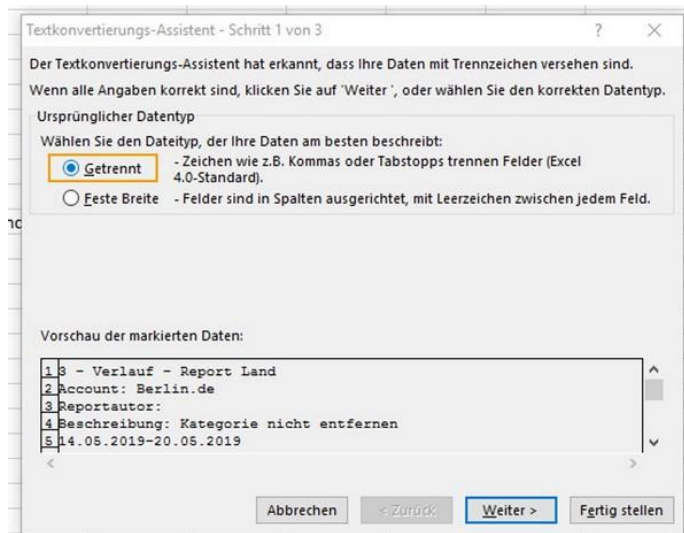 Textkonvertierungs-Assistent - Schritt 1 von 3 ?
Der Textkonvertierungs-Assistent hat erkannt, dass Ihre Daten mit Trennzeichen versehen sind.
Wenn alle Angaben korrekt sind, klicken Sie auf 'Weiter ', oder wählen Sie den korrekten Datentyp.
Ursprünglicher Datentyp
Wählen Sie den Dateityp, der Ihre Daten am besten beschreibt:
Getrennt - Zeichen wie z.B. Kommas oder Tabstopps trennen Felder (Excel
4.0-Standard).
Feste Breite - Felder sind in Spalten ausgerichtet, mit Leerzeichen zwischen jedem Feld.
Vorschau der markierten Daten:
1 3 - Verlauf - Report Land
2 Account: Berlin.de
3 Reportautor:
4 Beschreibung: Kategorie nicht entfernen
5 14.05.2019-20.05.2019
Abbrechen < Zurück Weiter > Fertig stellen